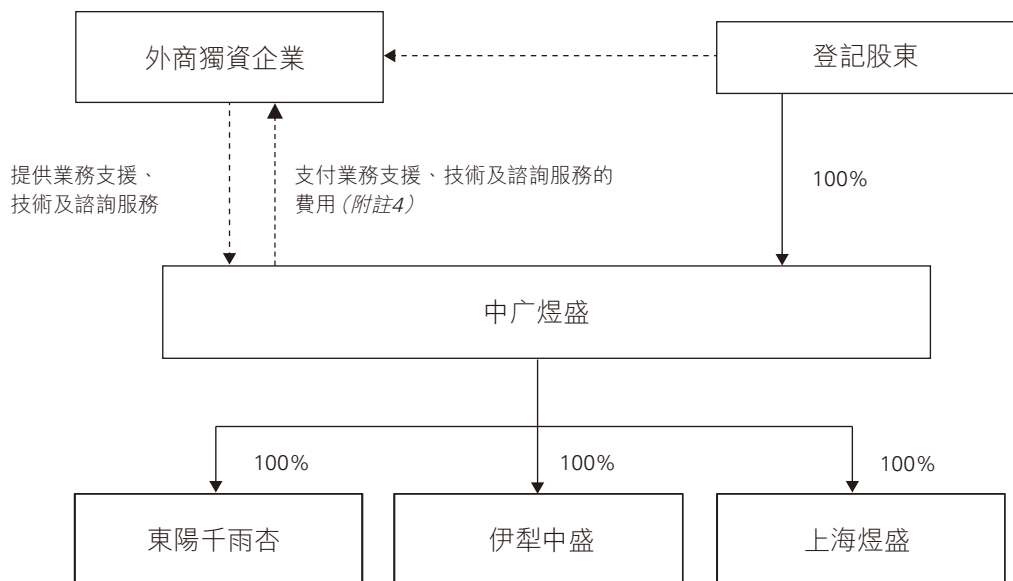 外商獨資企業
登記股東
提供業務支援、
技術及諮詢服務
支付業務支援、技術及諮詢服務的
費用(附註4)
100%
中广煜盛
100%
100%
100%
東陽千雨杏
伊犁中盛
上海煜盛